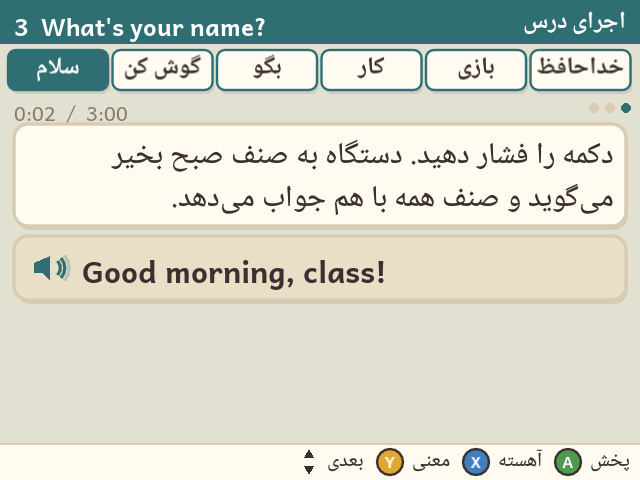 3 What's your name?
اجرای درس
سلام
گوش کن
بگو
کار
بازی
خداحافظ
0:02 / 3:00
دکمه را فشار دهید. دستگاه به صنف صبح بخیر
می‌گوید و صنف همه با هم جواب می‌دهد.
Good morning, class!
پخش A آهسته X معنی Y بعدی